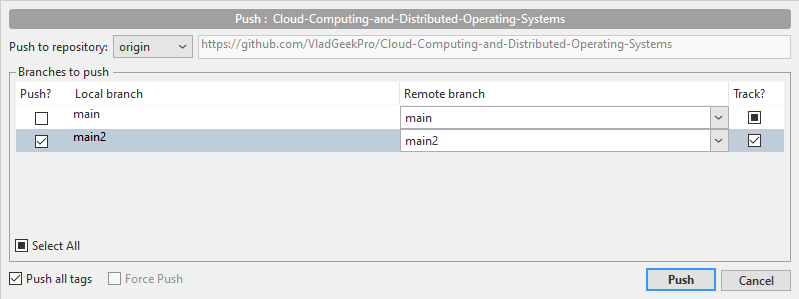 Push : Cloud-Computing-and-Distributed-Operating-Systems
Push to repository: origin https://github.com/VladGeekPro/Cloud-Computing-and-Distributed-Operating-Systems
Branches to push
Push? Local branch Remote branch Track?
main main
main2 main2
Select All
Push all tags Force Push Push Cancel